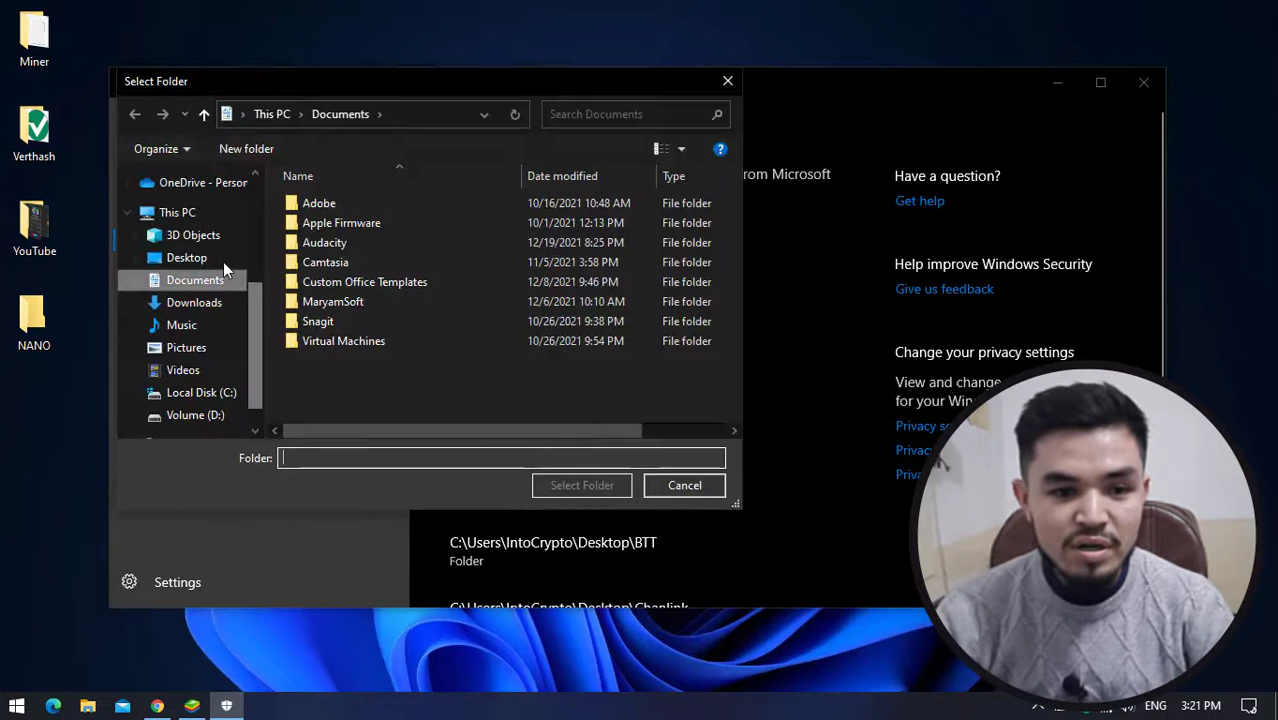 Miner
Verthash
YouTube
NANO
Select Folder
This PC
Documents
Search Documents
Organize
New folder
OneDrive - Person
This PC
3D Objects
Desktop
Documents
Downloads
Music
Pictures
Videos
Local Disk (C:)
Volume (D:)
Name Date modified Type
Adobe 10/16/2021 10:48 AM File folder
Apple Firmware 10/1/2021 12:13 PM File folder
Audacity 12/19/2021 8:25 PM File folder
Camtasia 11/5/2021 3:58 PM File folder
Custom Office Templates 12/8/2021 9:46 PM File folder
MaryamSoft 12/6/2021 10:10 AM File folder
Snagit 10/26/2021 9:38 PM File folder
Virtual Machines 10/26/2021 9:54 PM File folder
Folder:
Select Folder
Cancel
rom Microsoft
Have a question?
Get help
Help improve Windows Security
Give us feedback
Change your privacy settings
View and change
for your Win
Privacy se
Privac
Priva
C:\Users\IntoCrypto\Desktop\BTT
Folder
C:\Users\IntoCrypto\Desktop\Chanlink
Settings
ENG 3:21 PM